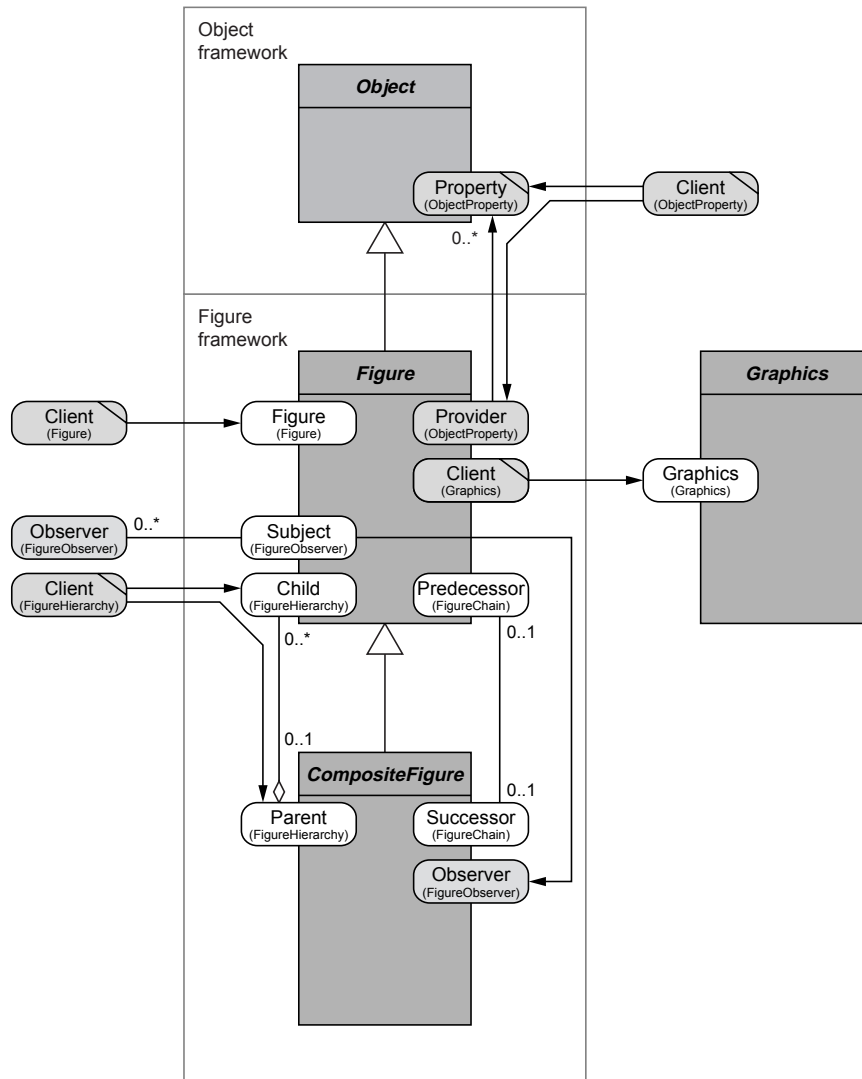 Object
framework
Object
Property
(ObjectProperty)
Client
(ObjectProperty)
0..*
Figure
framework
Figure
Graphics
Client
(Figure)
Figure
(Figure)
Provider
(ObjectProperty)
Client
(Graphics)
Graphics
(Graphics)
Observer
(FigureObserver)
0..*
Subject
(FigureObserver)
Client
(FigureHierarchy)
Child
(FigureHierarchy)
Predecessor
(FigureChain)
0..*
0..1
0..1
0..1
CompositeFigure
Parent
(FigureHierarchy)
Successor
(FigureChain)
Observer
(FigureObserver)